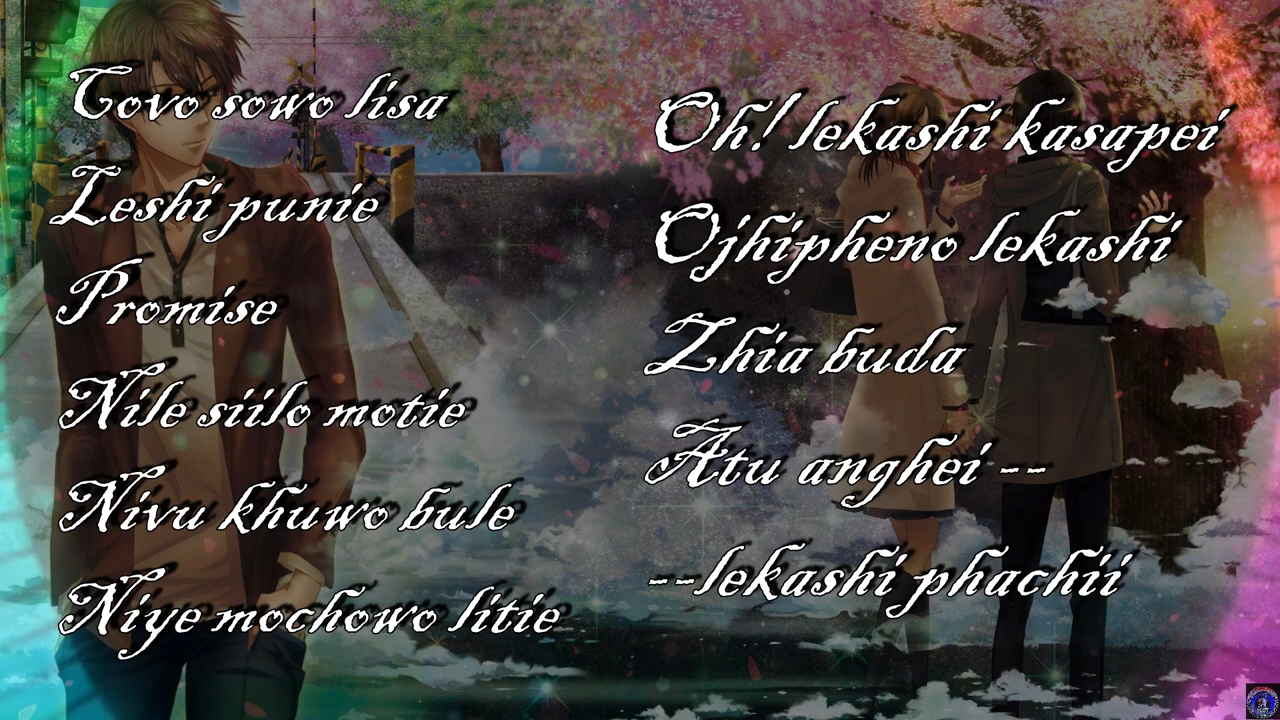 Covo sowo lisa
Leshi punie
Promise
Nile siilo motie
Nivu khuwo bule
Niye mochowo litie
Oh! lekashi kasapei
Ojhipheno lekashi
Zhia buda
Atu anghei --
--lekashi phachii